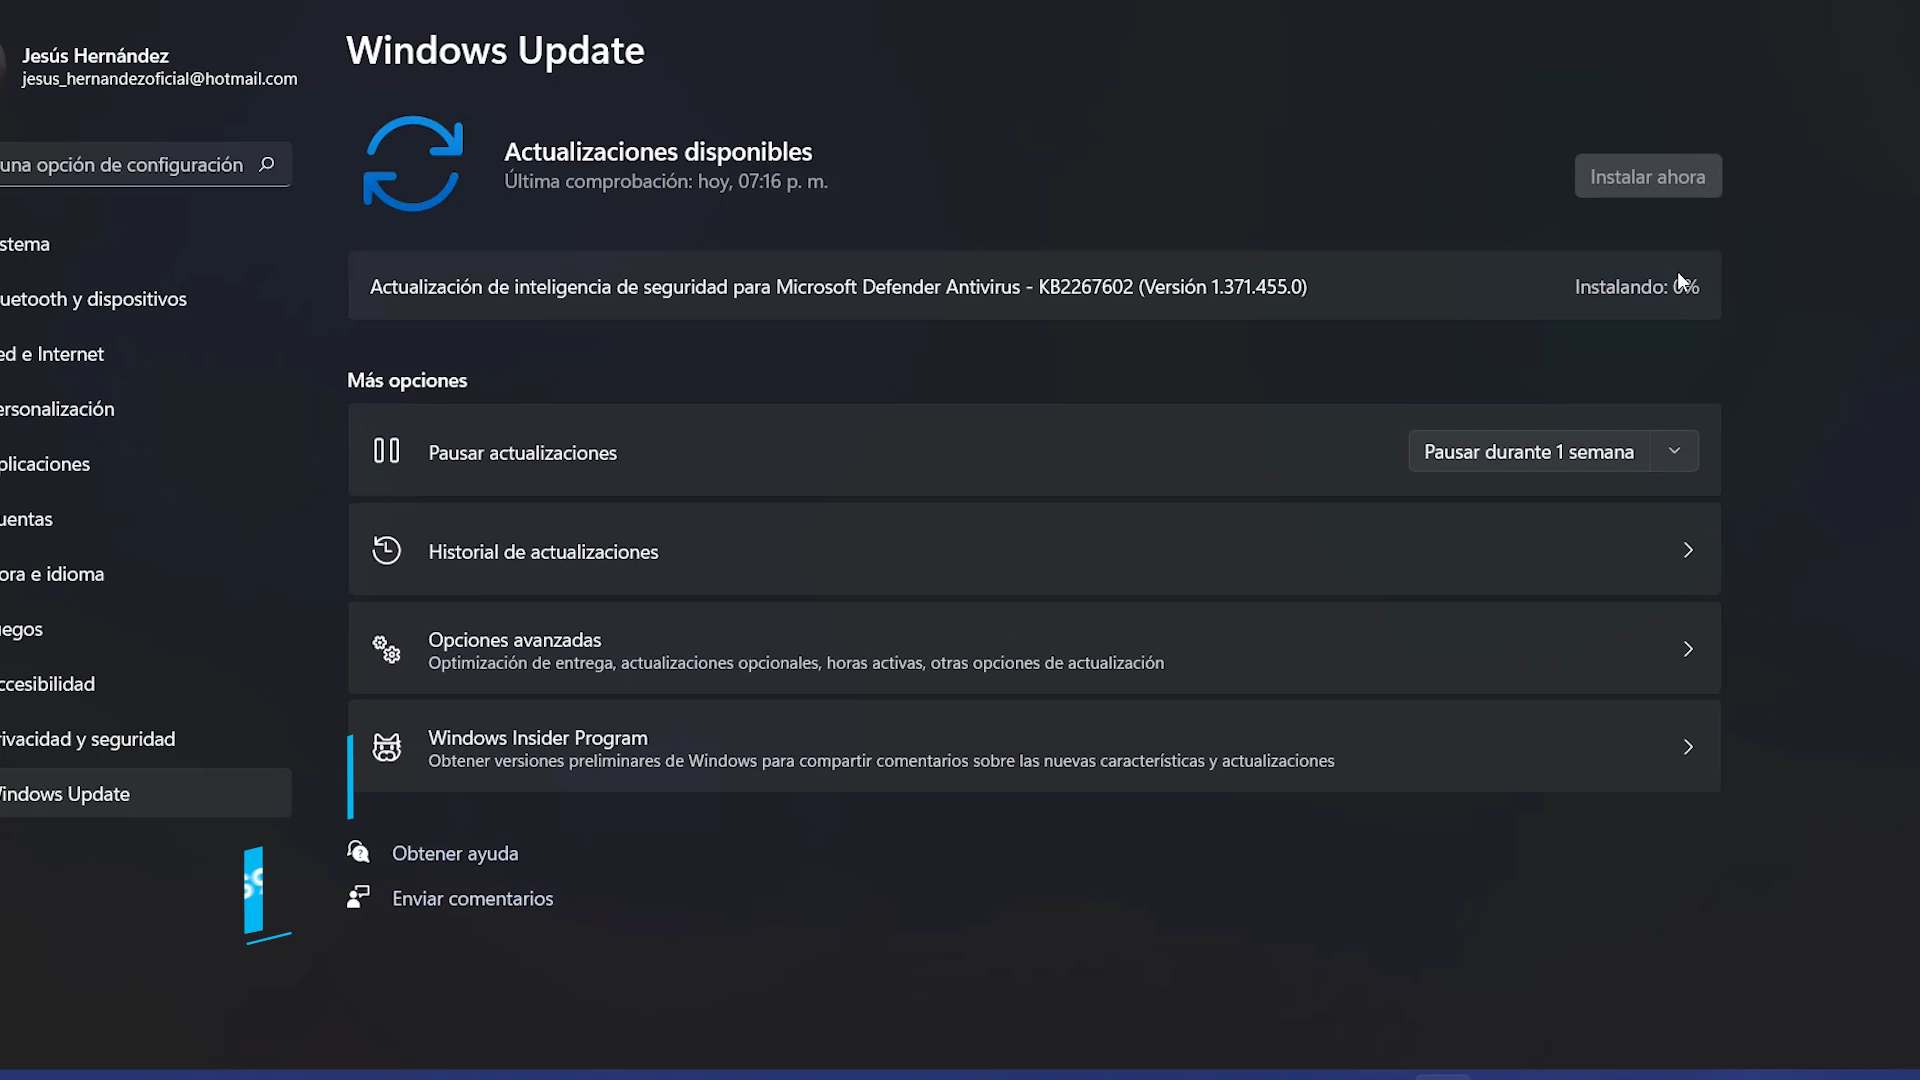 Jesús Hernández
jesus_hernandezoficial@hotmail.com
Windows Update
Actualizaciones disponibles
Última comprobación: hoy, 07:16 p. m.
Instalar ahora
una opción de configuración
Actualización de inteligencia de seguridad para Microsoft Defender Antivirus - KB2267602 (Versión 1.371.455.0)
Instalando: 0%
stema
uetooth y dispositivos
ed e Internet
ersonalización
plicaciones
uentas
ora e idioma
uegos
ccesibilidad
rivacidad y seguridad
Windows Update
Más opciones
Pausar actualizaciones
Pausar durante 1 semana
Historial de actualizaciones
Opciones avanzadas
Optimización de entrega, actualizaciones opcionales, horas activas, otras opciones de actualización
Windows Insider Program
Obtener versiones preliminares de Windows para compartir comentarios sobre las nuevas características y actualizaciones
Obtener ayuda
Enviar comentarios